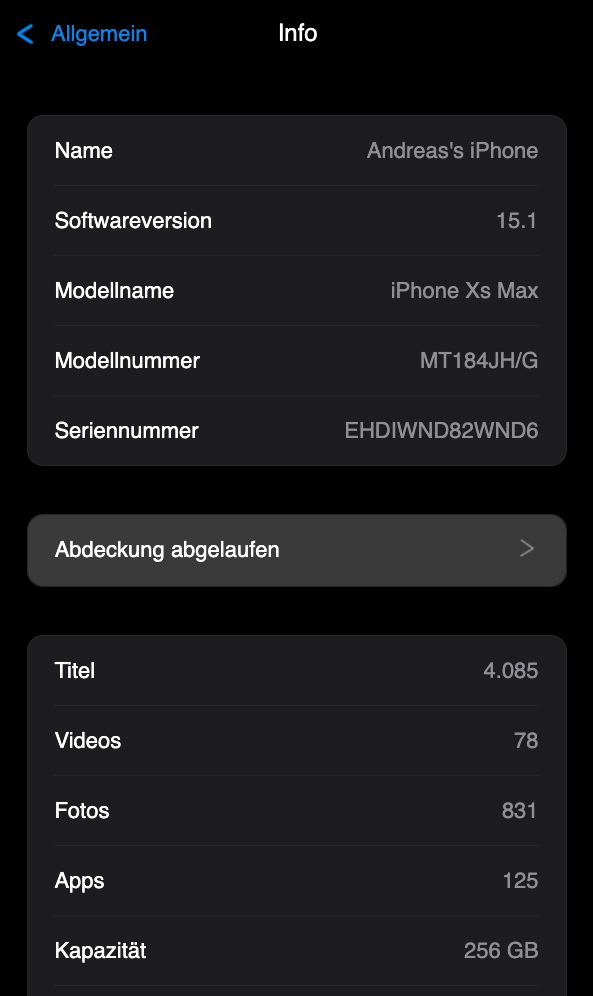 Allgemein Info
Name Andreas's iPhone
Softwareversion 15.1
Modellname iPhone Xs Max
Modellnummer MT184JH/G
Seriennummer EHDIWND82WND6
Abdeckung abgelaufen
Titel 4.085
Videos 78
Fotos 831
Apps 125
Kapazität 256 GB